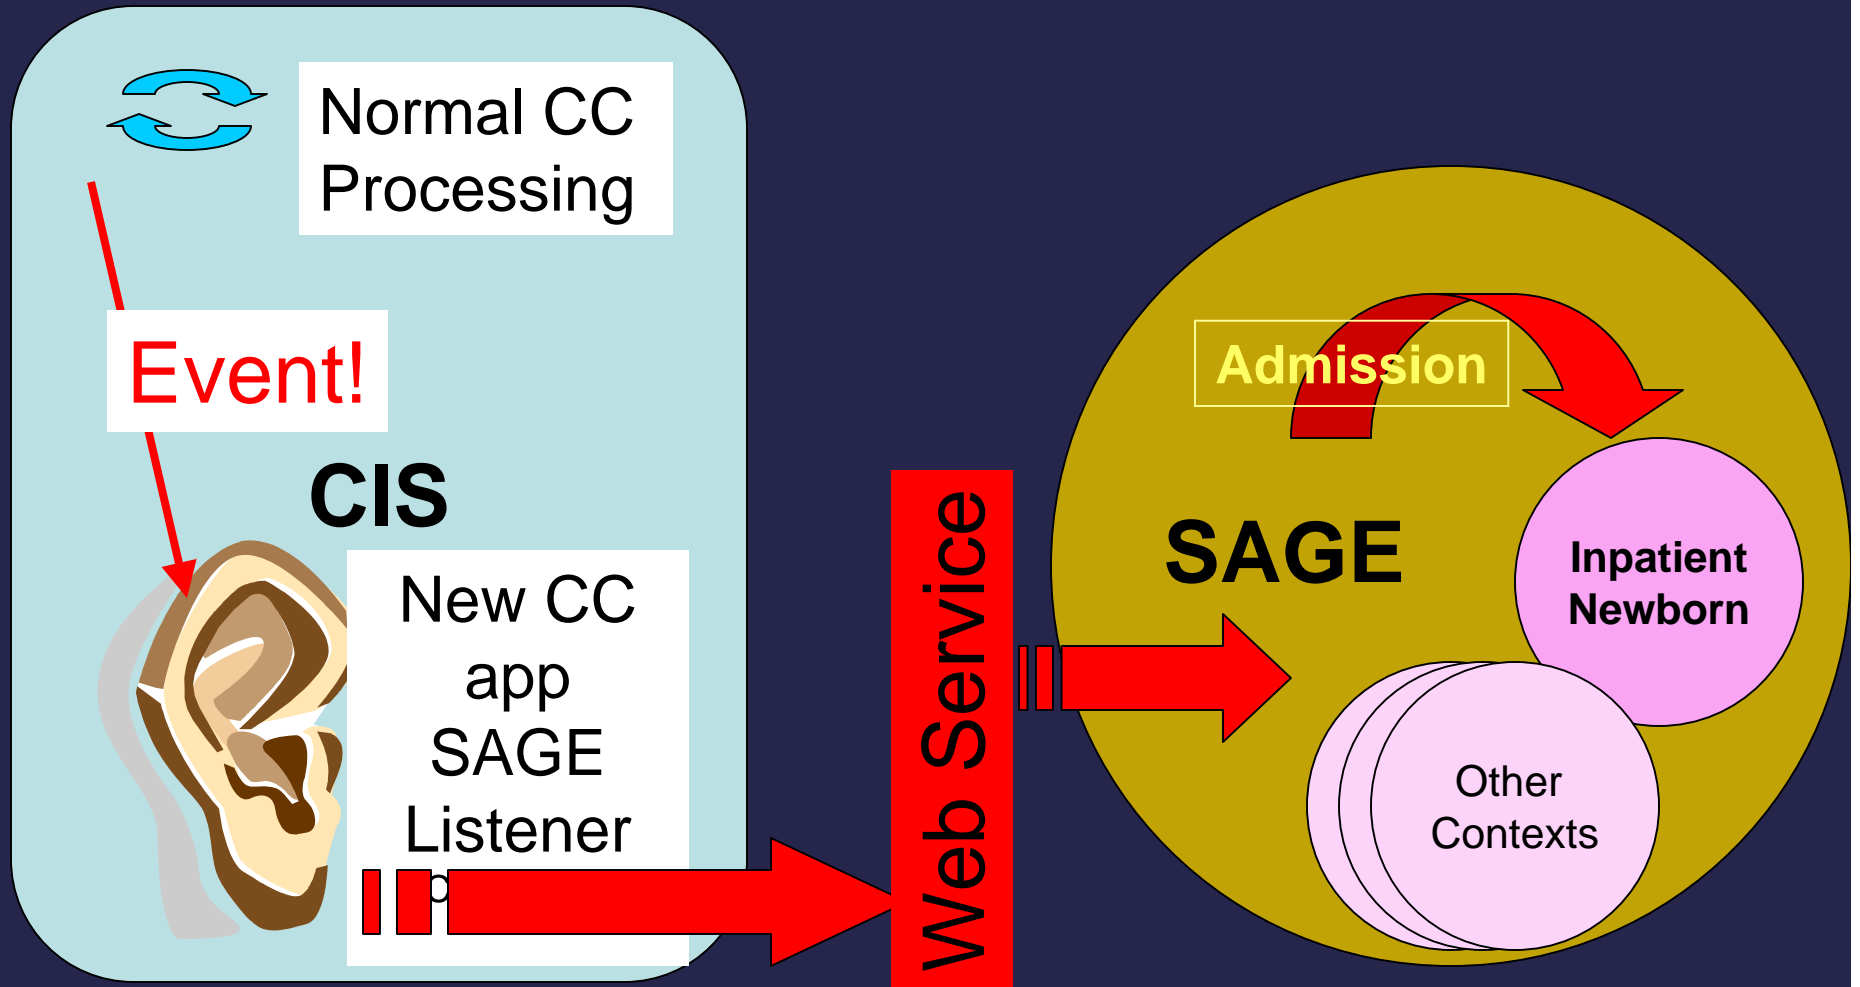 Normal CC
Processing
Event!
CIS
New CC
app
SAGE
Listener
Web Service
Admission
SAGE
Inpatient
Newborn
Other
Contexts